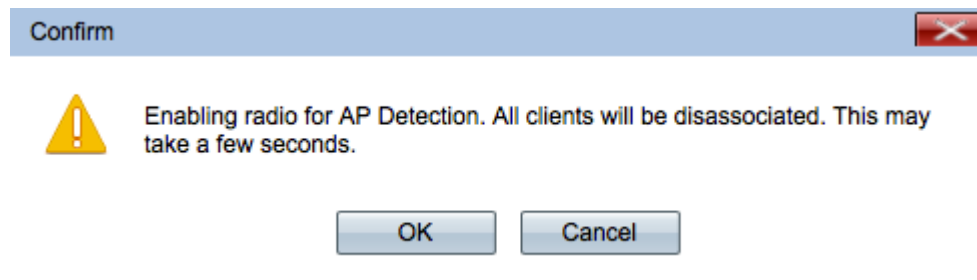 Confirm
Enabling radio for AP Detection. All clients will be disassociated. This may
take a few seconds.
OK
Cancel